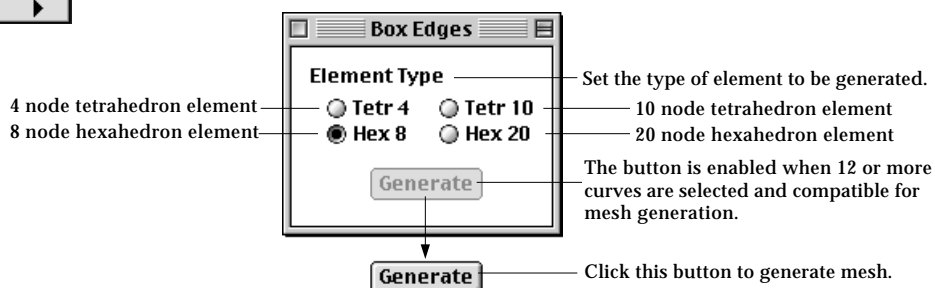 Box Edges
Element Type
Set the type of element to be generated.
4 node tetrahedron element
Tetr 4
Tetr 10
10 node tetrahedron element
8 node hexahedron element
Hex 8
Hex 20
20 node hexahedron element
Generate
The button is enabled when 12 or more
curves are selected and compatible for
mesh generation.
Generate
Click this button to generate mesh.